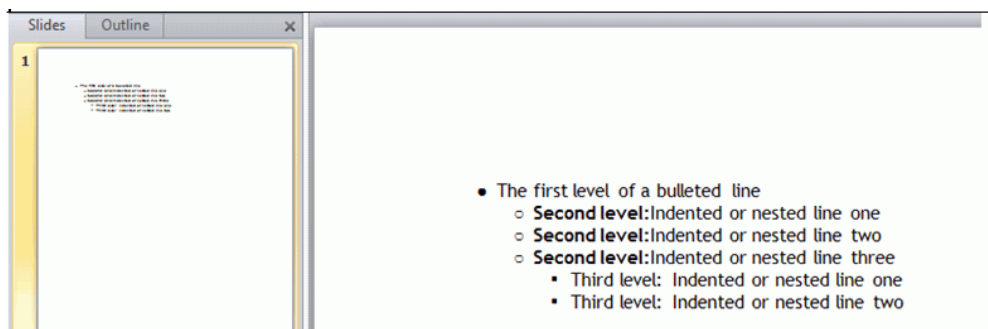 Slides Outline
1
• The first level of a bulleted line
○ Second level:Indented or nested line one
○ Second level:Indented or nested line two
○ Second level:Indented or nested line three
▪ Third level: Indented or nested line one
▪ Third level: Indented or nested line two